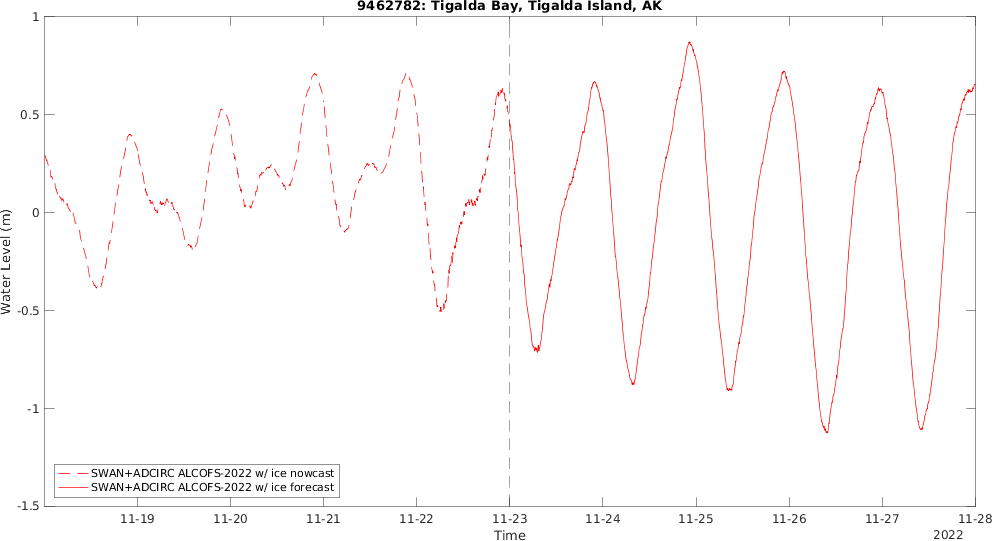 9462782: Tigalda Bay, Tigalda Island, AK
Water Level (m)
1
0.5
0
-0.5
-1
-1.5
SWAN+ADCIRC ALCOFS-2022 w/ ice nowcast
SWAN+ADCIRC ALCOFS-2022 w/ ice forecast
11-19 11-20 11-21 11-22 11-23 11-24 11-25 11-26 11-27 11-28
Time
2022